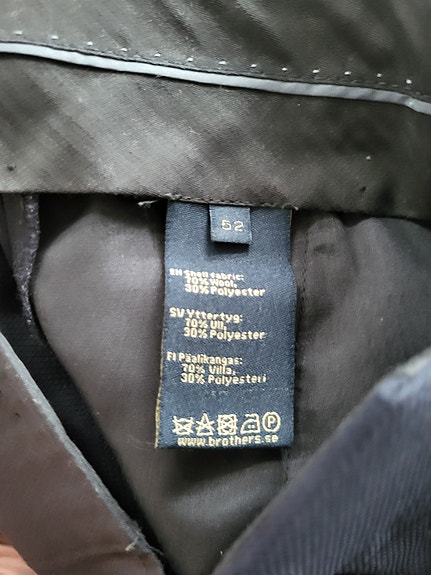 52
EN Shell fabric:
70% Wool,
30% Polyester
SV Yttertyg:
70% Ull,
30% Polyester
FI Päälikangas:
70% Villa,
30% Polyesteri
P
www.brothers.se